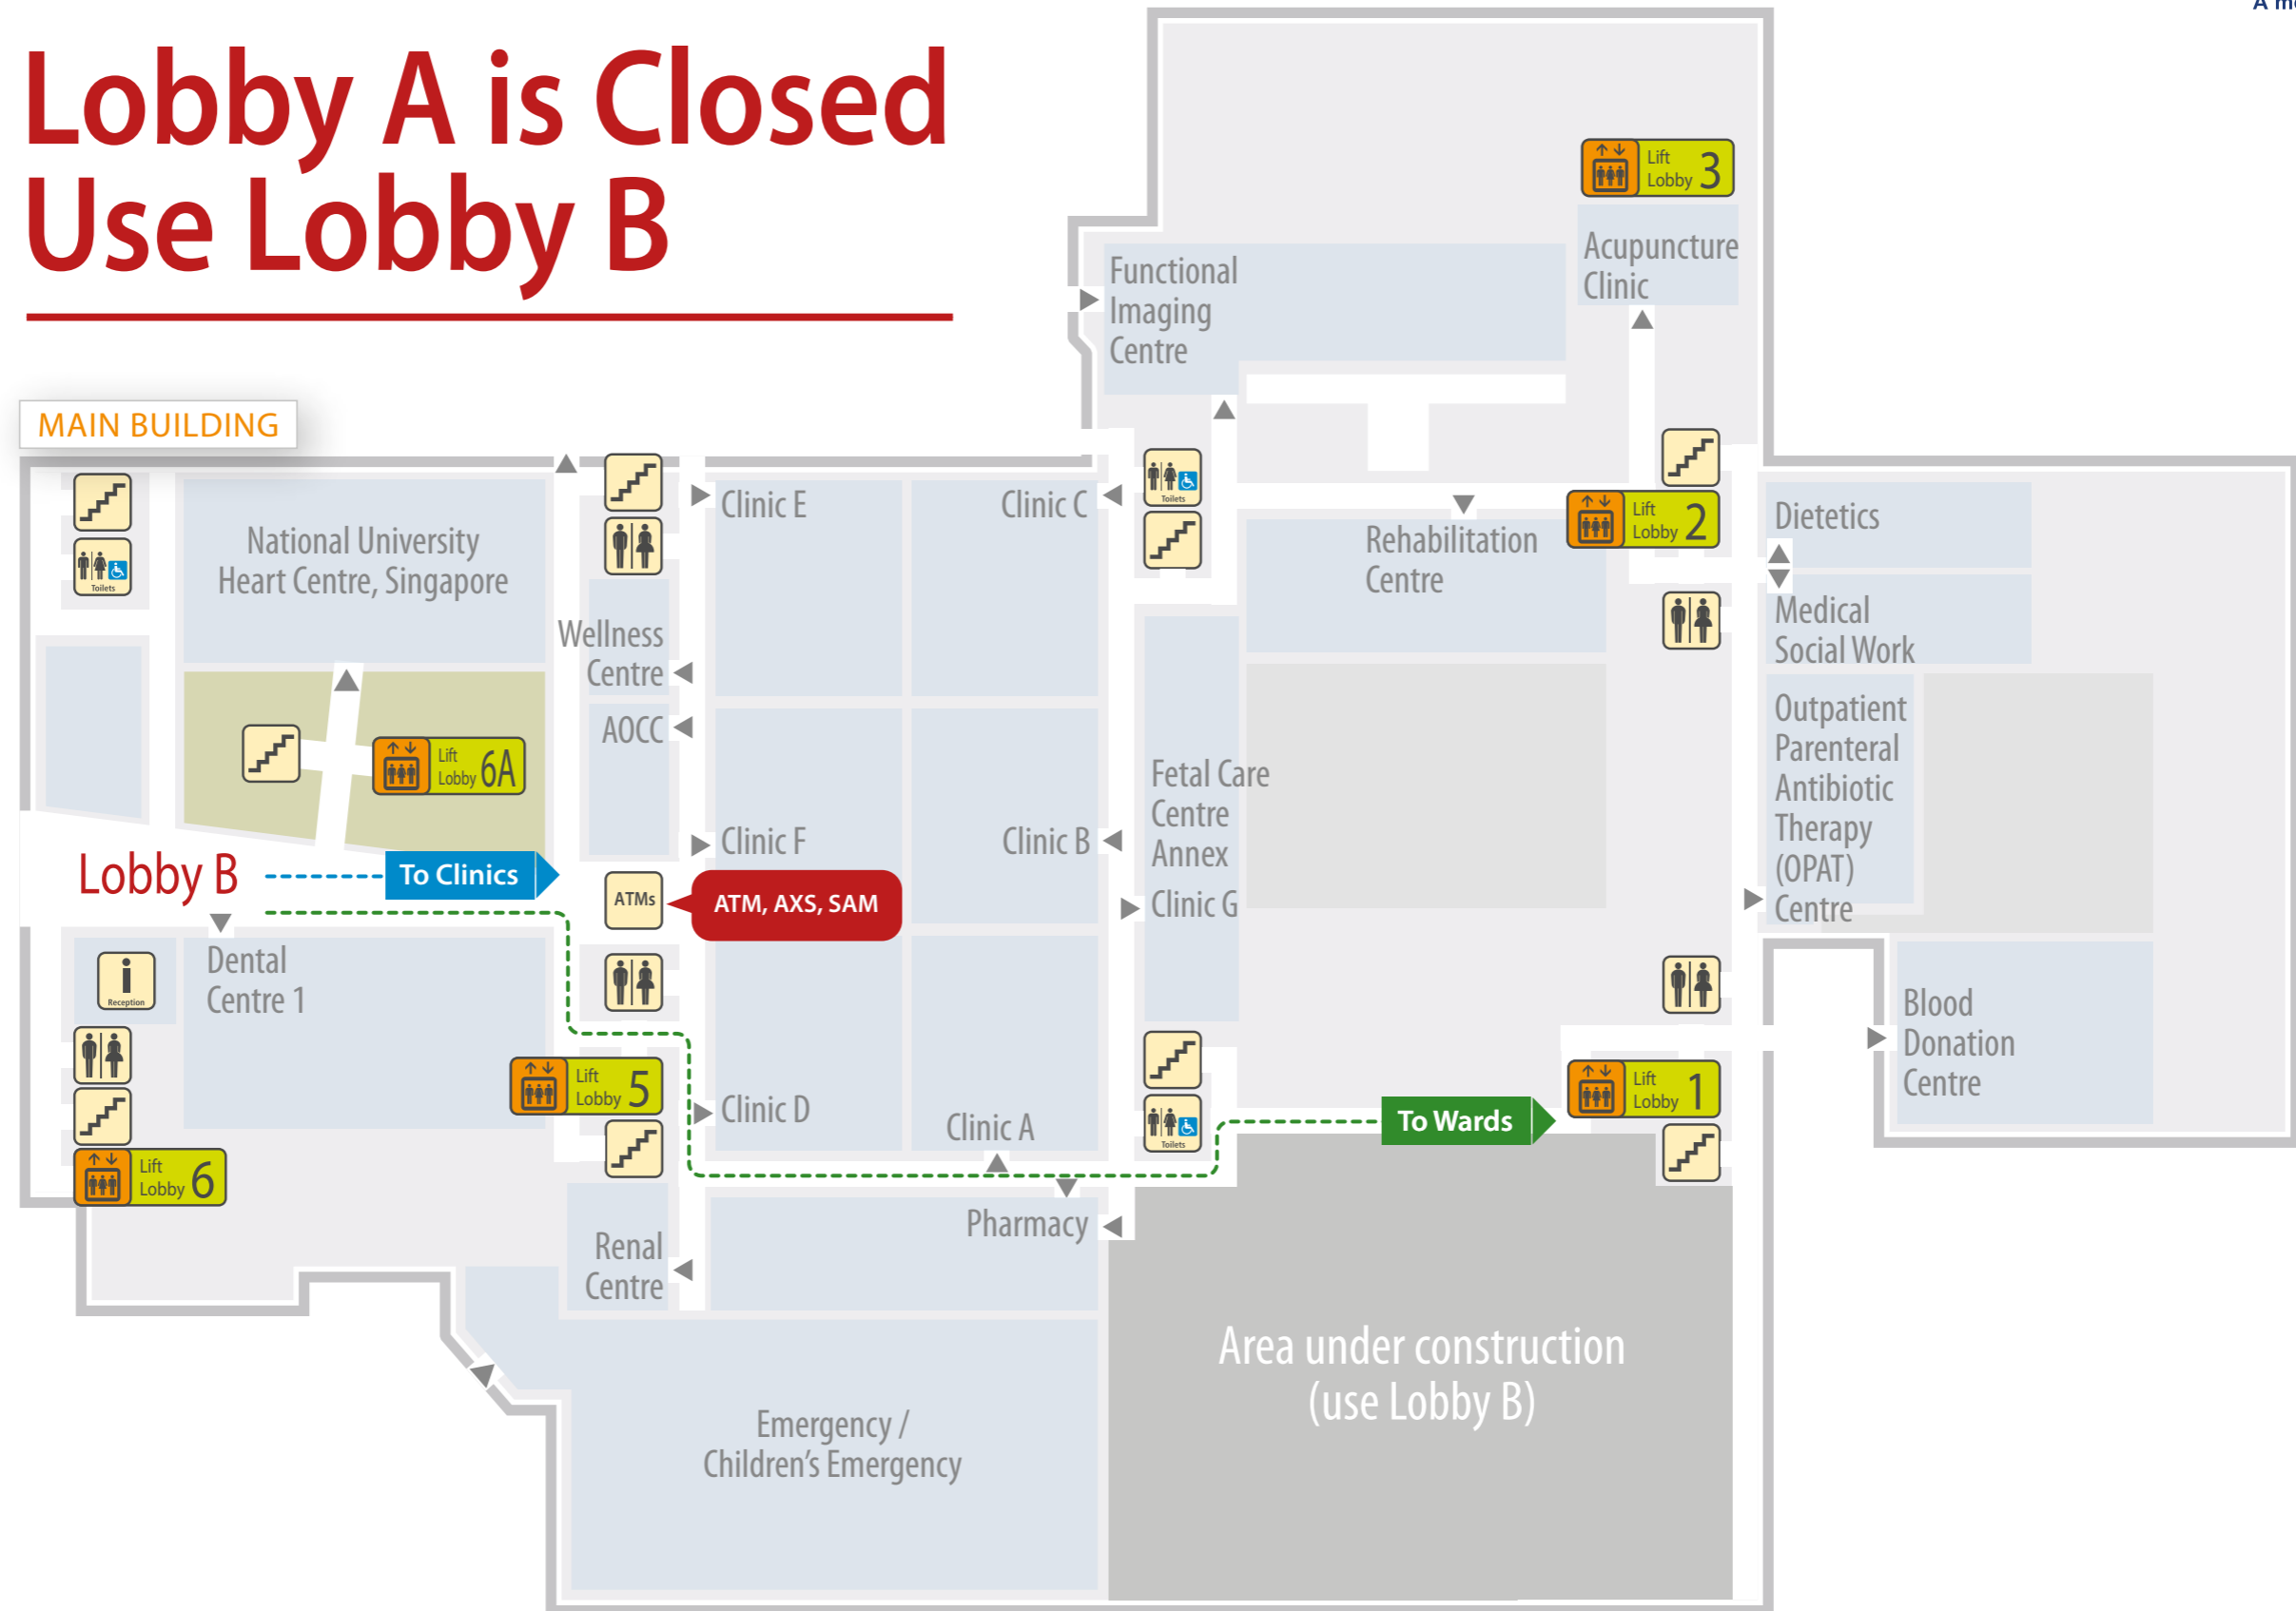 A m
Lobby A is Closed
Use Lobby B
MAIN BUILDING
Lift
Lobby 3
Acupuncture
Clinic
Functional
Imaging
Centre
Toilets
National University
Heart Centre, Singapore
Clinic E
Clinic C
Toilets
Rehabilitation
Centre
Lift
Lobby 2
Dietetics
Medical
Social Work
Wellness
Centre
AOCC
Lift
Lobby 6A
Outpatient
Parenteral
Antibiotic
Therapy
(OPAT)
Centre
Fetal Care
Centre
Annex
Clinic G
Clinic F
Clinic B
Lobby B
To Clinics
ATMs
ATM, AXS, SAM
Reception
Dental
Centre 1
Blood
Donation
Centre
Lift
Lobby 5
Clinic D
Clinic A
Toilets
To Wards
Lift
Lobby 1
Lift
Lobby 6
Pharmacy
Renal
Centre
Area under construction
(use Lobby B)
Emergency /
Children's Emergency